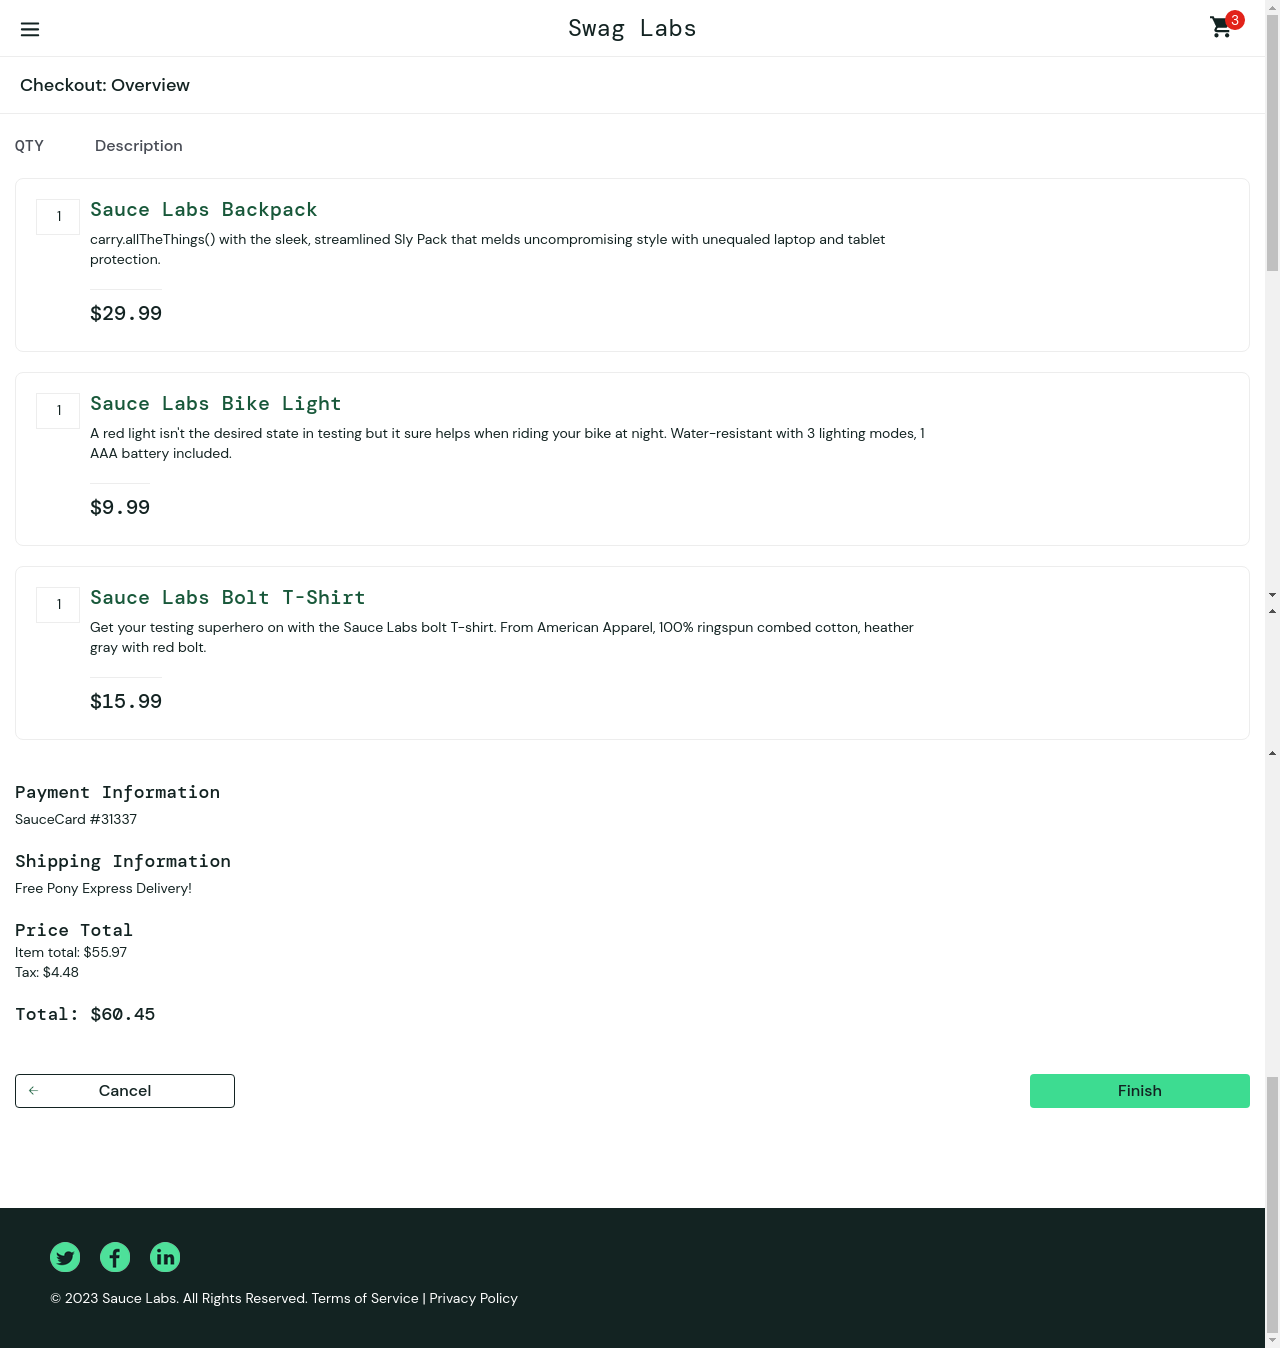 Swag Labs
3
Checkout: Overview
QTY Description
1
Sauce Labs Backpack
carry.allTheThings() with the sleek, streamlined Sly Pack that melds uncompromising style with unequaled laptop and tablet
protection.
$29.99
1
Sauce Labs Bike Light
A red light isn't the desired state in testing but it sure helps when riding your bike at night. Water-resistant with 3 lighting modes, 1
AAA battery included.
$9.99
1
Sauce Labs Bolt T-Shirt
Get your testing superhero on with the Sauce Labs bolt T-shirt. From American Apparel, 100% ringspun combed cotton, heather
gray with red bolt.
$15.99
Payment Information
SauceCard #31337
Shipping Information
Free Pony Express Delivery!
Price Total
Item total: $55.97
Tax: $4.48
Total: $60.45
Cancel
Finish
© 2023 Sauce Labs. All Rights Reserved. Terms of Service | Privacy Policy